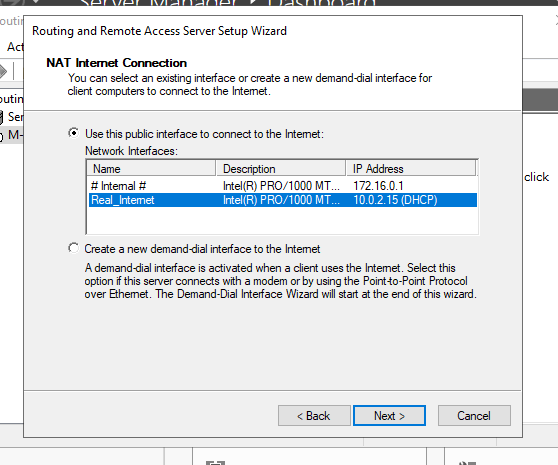 Server Manager • Dashboard
Routing and Remote Access Server Setup Wizard
NAT Internet Connection
You can select an existing interface or create a new demand-dial interface for
client computers to connect to the Internet.
Use this public interface to connect to the Internet:
Network Interfaces:
Name Description IP Address
# Internal # Intel(R) PRO/1000 MT... 172.16.0.1
Real_Internet Intel(R) PRO/1000 MT... 10.0.2.15 (DHCP)
Create a new demand-dial interface to the Internet
A demand-dial interface is activated when a client uses the Internet. Select this
option if this server connects with a modem or by using the Point-to-Point Protocol
over Ethernet. The Demand-Dial Interface Wizard will start at the end of this wizard.
< Back Next > Cancel
click